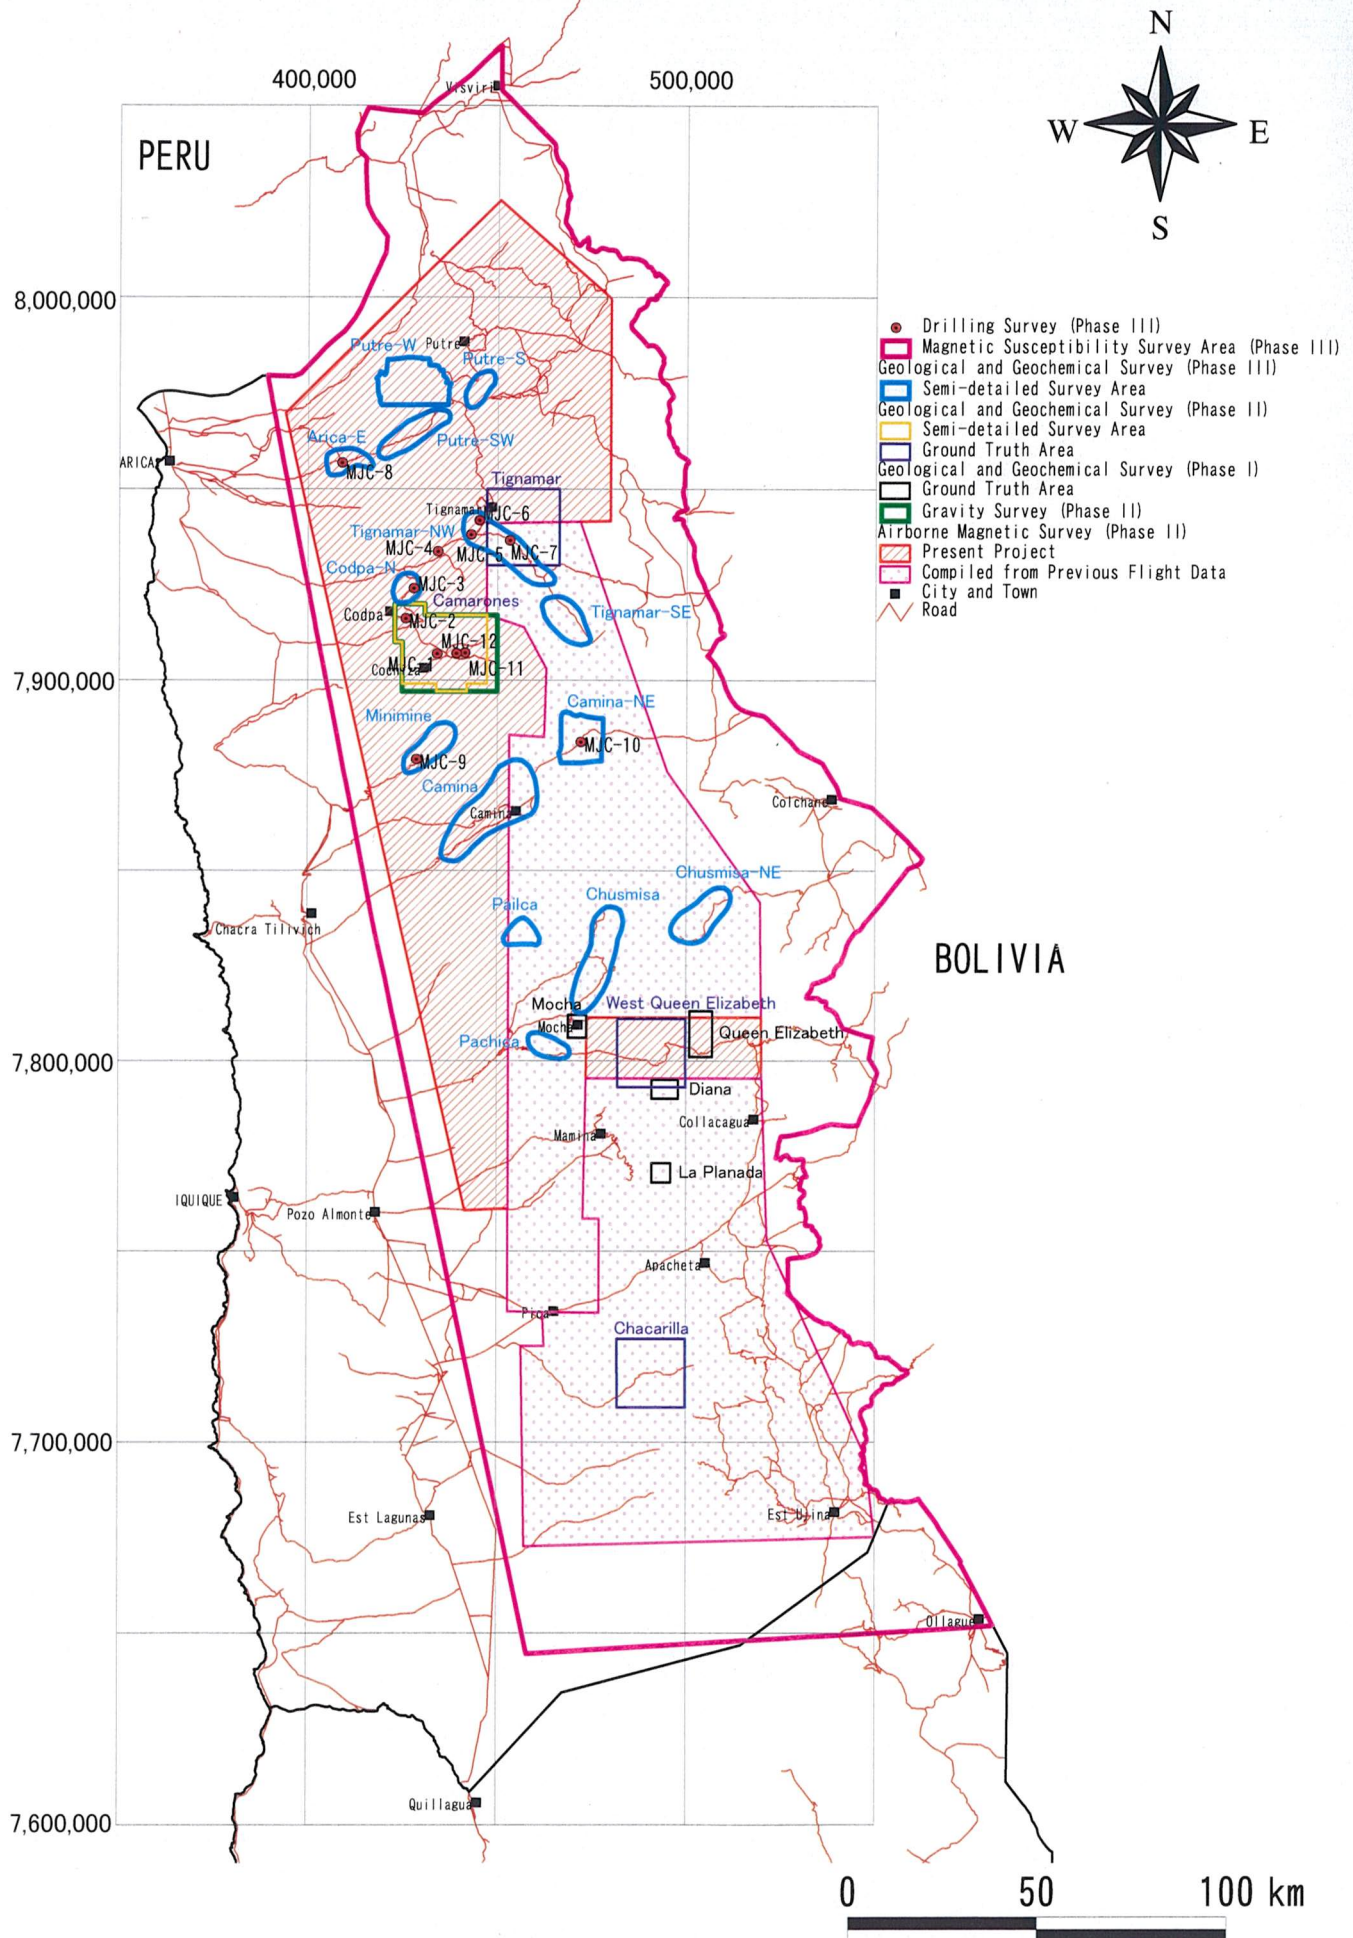 N
W
E
S
400,000
500,000
Visviri
PERU
8,000,000
Drilling Survey (Phase III)
Magnetic Susceptibility Survey Area (Phase III)
Geological and Geochemical Survey (Phase III)
Semi-detailed Survey Area
Geological and Geochemical Survey (Phase II)
Semi-detailed Survey Area
Ground Truth Area
Geological and Geochemical Survey (Phase I)
Ground Truth Area
Gravity Survey (Phase II)
Airborne Magnetic Survey (Phase II)
Present Project
Compiled from Previous Flight Data
City and Town
Road
Putre-W
Putre
Putre-S
Arica-E
Putre-SW
ARICA
MJC-8
Tignamar
Tignamar
MJC-6
Tignamar-NW
MJC-4
MJC-5
MJC-7
Codpa-N
MJC-3
Camarones
Codpa
MJC-2
Tignamar-SE
MJC-12
MJC-1
MJC-11
7,900,000
Minimine
Camina-NE
MJC-10
MJC-9
Camina
Camina
Colchane
Chusmisa-NE
Chusmisa
Pailca
Chacra Tilivich
BOLIVIA
Mocha
West Queen Elizabeth
Mocha
Queen Elizabeth
Pachica
7,800,000
Diana
Collacagua
Mamina
La Planada
IQUIQUE
Pozo Almonte
Apacheta
Pica
Chacarilla
7,700,000
Est Lagunas
Est Ujina
Ollague
Quillagua
7,600,000
0 50 100 km